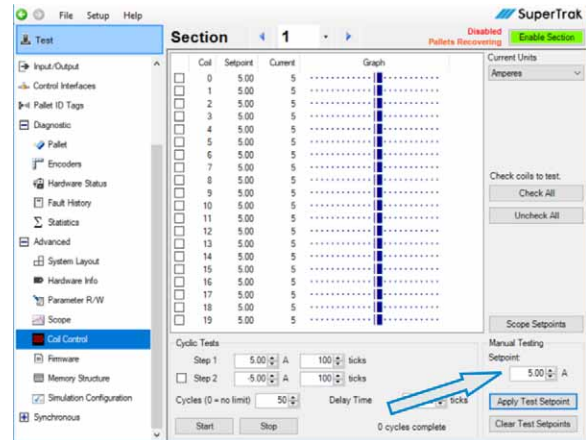 File Setup Help
SuperTrak
Test
Section 1
Disabled
Pallets Recovering
Enable Section
Input/Output
Control Interfaces
Pallet ID Tags
Diagnostic
Pallet
Encoders
Hardware Status
Fault History
Statistics
Advanced
System Layout
Hardware Info
Parameter R/W
Scope
Coil Control
Firmware
Memory Structure
Simulation Configuration
Synchronous
Coil Setpoint Current Graph
0 5.00 5
1 5.00 5
2 5.00 5
3 5.00 5
4 5.00 5
5 5.00 5
6 5.00 5
7 5.00 5
8 5.00 5
9 5.00 5
10 5.00 5
11 5.00 5
12 5.00 5
13 5.00 5
14 5.00 5
15 5.00 5
16 5.00 5
17 5.00 5
18 5.00 5
19 5.00 5
Current Units
Amperes
Check coils to test.
Check All
Uncheck All
Scope Setpoints
Cyclic Tests
Step 1 5.00 A 100 ticks
Step 2 -5.00 A 100 ticks
Cycles (0 = no limit) 50 Delay Time ticks
Start Stop 0 cycles complete
Manual Testing
Setpoint:
5.00 A
Apply Test Setpoint
Clear Test Setpoints